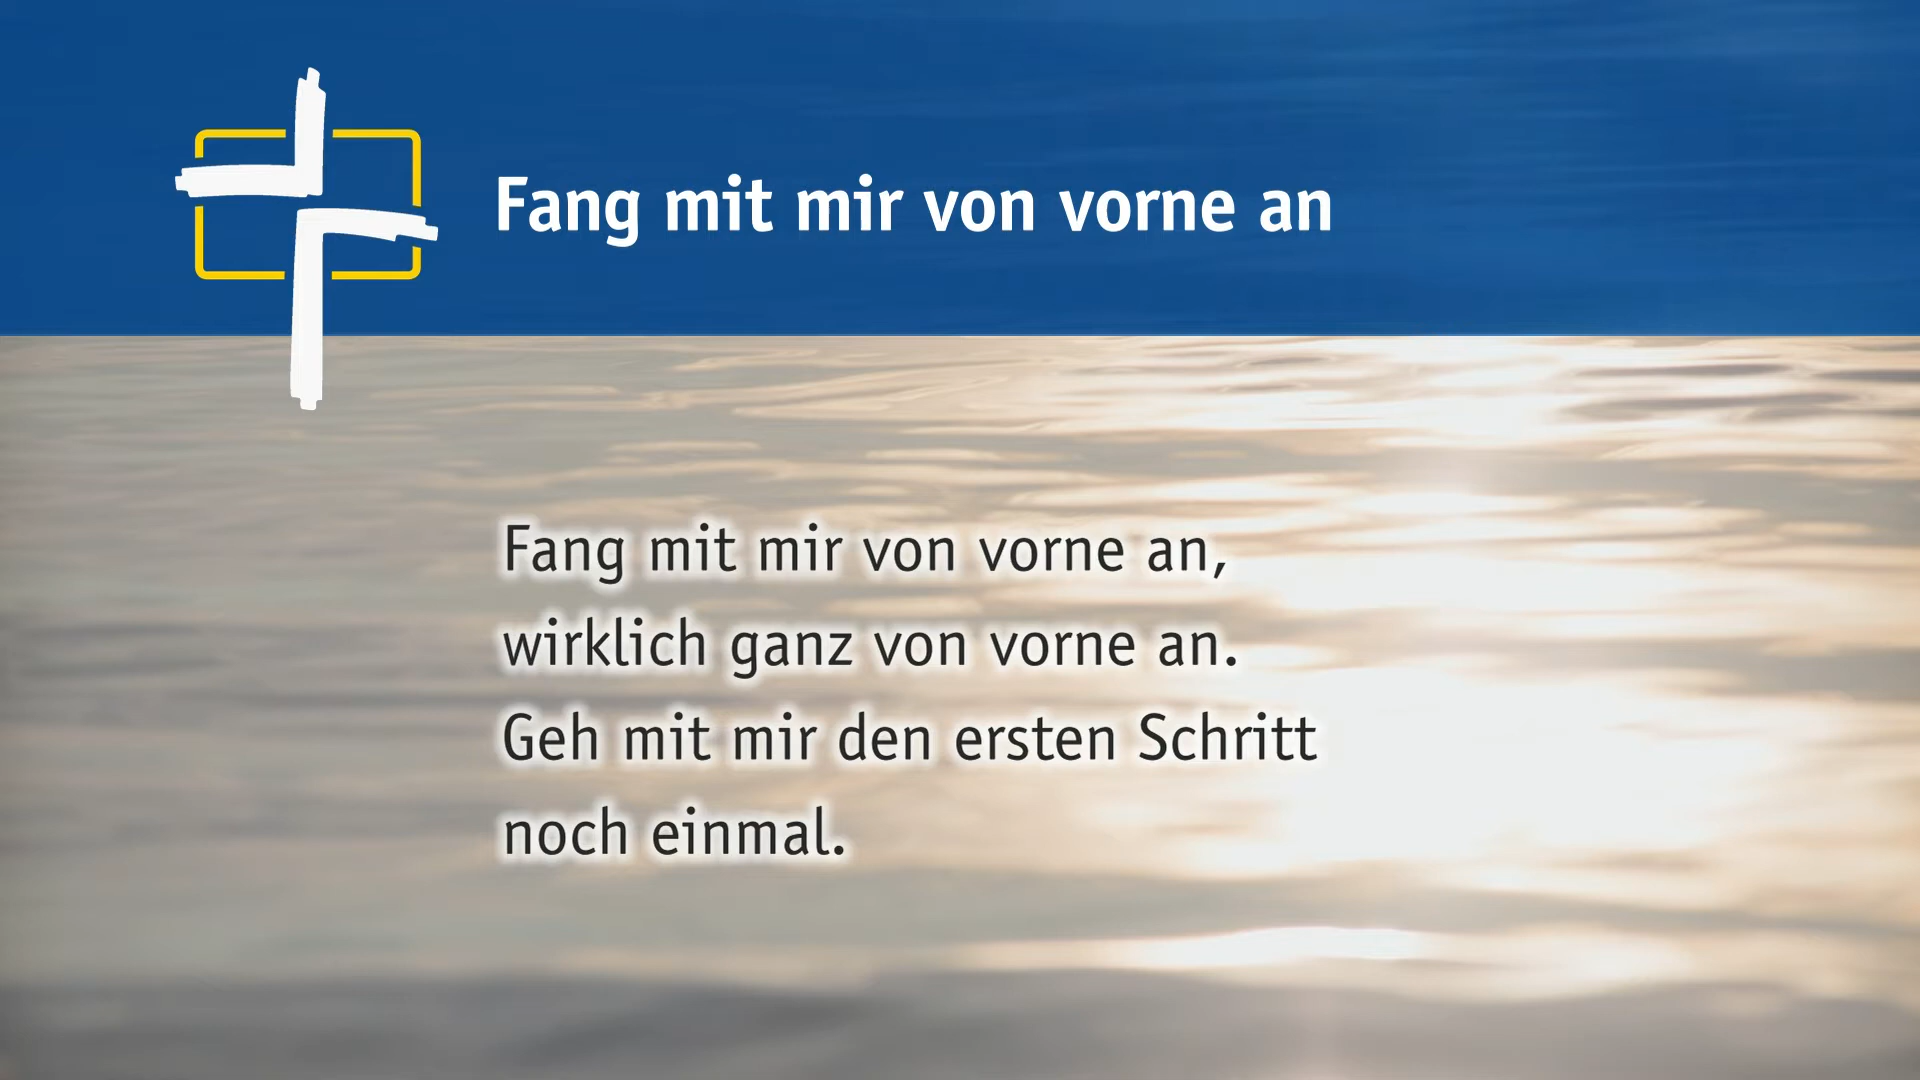 Fang mit mir von vorne an
Fang mit mir von vorne an,
wirklich ganz von vorne an.
Geh mit mir den ersten Schritt
noch einmal.